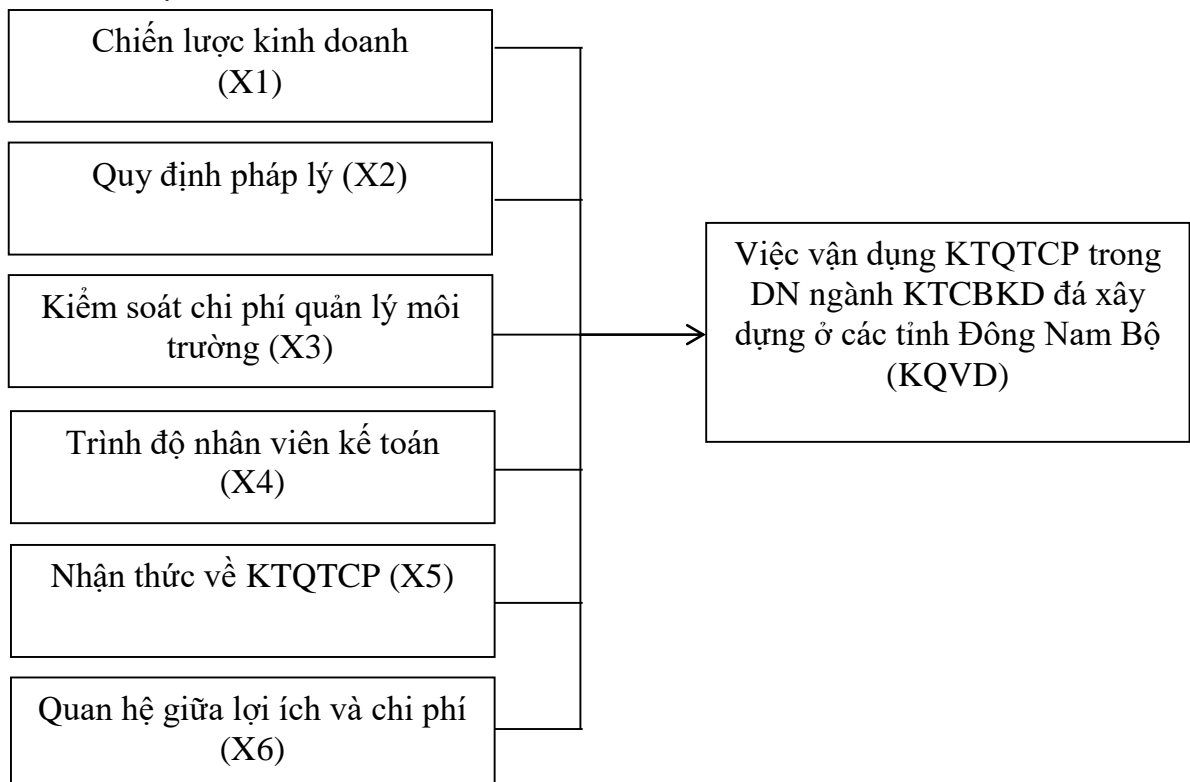 Chiến lược kinh doanh
(X1)
Quy định pháp lý (X2)
Kiểm soát chi phí quản lý môi
trường (X3)
Trình độ nhân viên kế toán
(X4)
Nhận thức về KTQTCP (X5)
Quan hệ giữa lợi ích và chi phí
(X6)
Việc vận dụng KTQTCP trong
DN ngành KTCBKD đá xây
dựng ở các tỉnh Đông Nam Bộ
(KQVD)